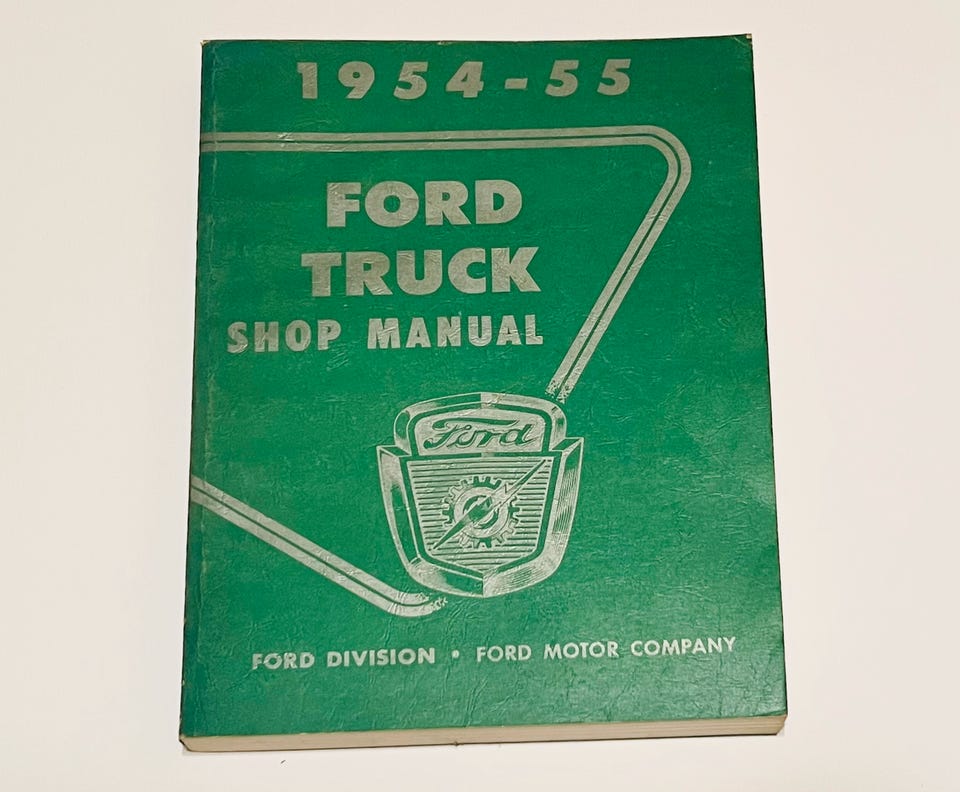 1954-55
FORD
TRUCK
SHOP MANUAL
Ford
FORD DIVISION • FORD MOTOR COMPANY